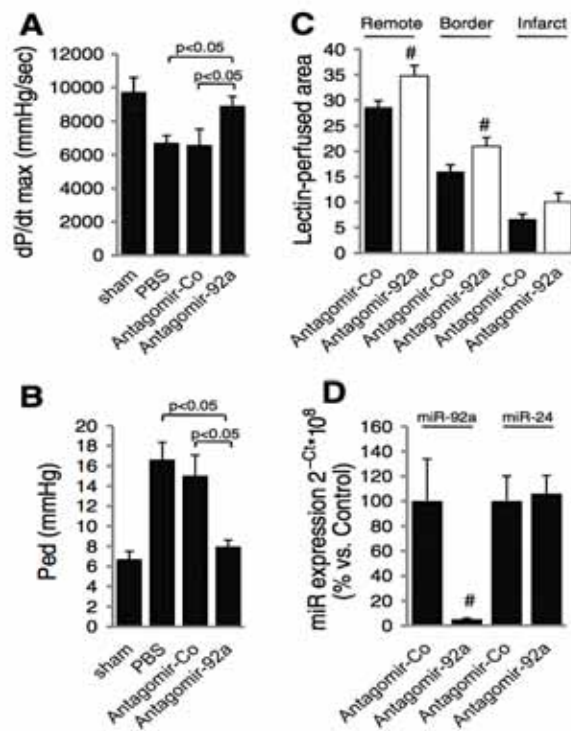 A
p<0.05
p<0.05
dP/dt max (mmHg/sec)
12000
10000
8000
6000
4000
2000
0
sham
PBS
Antagomir-Co
Antagomir-92a
C
Remote Border Infarct
Lectin-perfused area
40
35
30
25
20
15
10
5
0
#
#
Antagomir-Co
Antagomir-92a
Antagomir-Co
Antagomir-92a
Antagomir-Co
Antagomir-92a
B
p<0.05
p<0.05
Ped (mmHg)
20
18
16
14
12
10
8
6
4
2
0
sham
PBS
Antagomir-Co
Antagomir-92a
D
miR-92a miR-24
miR expression 2⁻ᶜᵗ•10⁸
(% vs. Control)
160
140
120
100
80
60
40
20
0
#
Antagomir-Co
Antagomir-92a
Antagomir-Co
Antagomir-92a